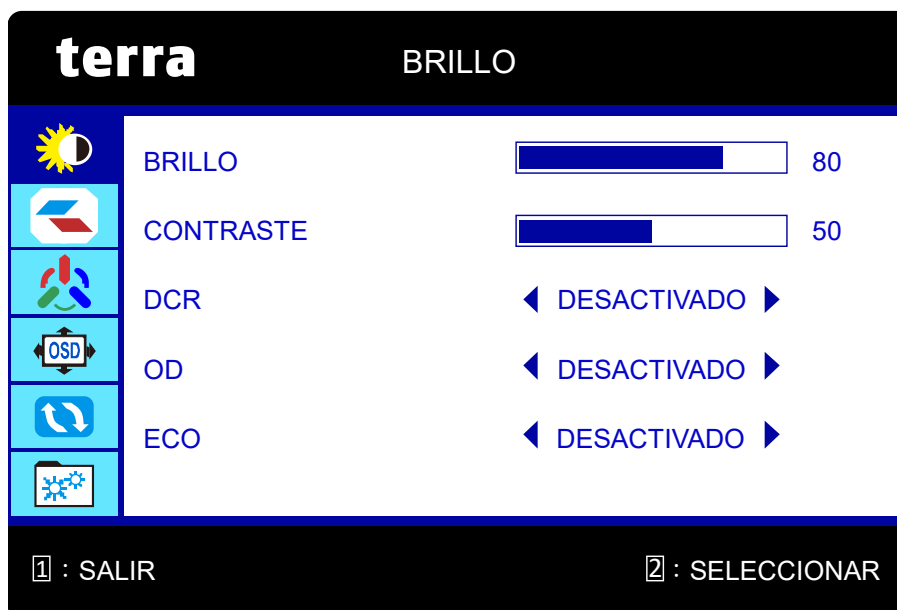 terra BRILLO
BRILLO 80
CONTRASTE 50
DCR DESACTIVADO
OD DESACTIVADO
OSD
ECO DESACTIVADO
1 : SALIR 2 : SELECCIONAR